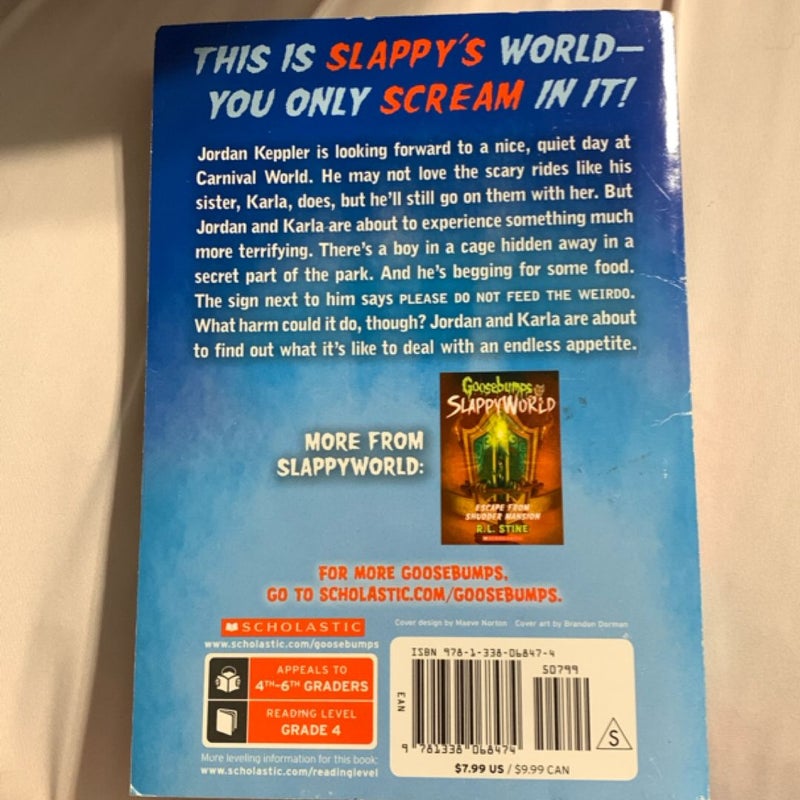 THIS IS SLAPPY'S WORLD—
YOU ONLY SCREAM IN IT!
Jordan Keppler is looking forward to a nice, quiet day at
Carnival World. He may not love the scary rides like his
sister, Karla, does, but he'll still go on them with her. But
Jordan and Karla are about to experience something much
more terrifying. There's a boy in a cage hidden away in a
secret part of the park. And he's begging for some food.
The sign next to him says PLEASE DO NOT FEED THE WEIRDO.
What harm could it do, though? Jordan and Karla are about
to find out what it's like to deal with an endless appetite.
Goosebumps
SLAPPYWORLD
MORE FROM
SLAPPYWORLD:
ESCAPE FROM
SHUDDER MANSION
R.L. STINE
SCHOLASTIC
FOR MORE GOOSEBUMPS,
GO TO SCHOLASTIC.COM/GOOSEBUMPS.
SCHOLASTIC
www.scholastic.com/goosebumps
Cover design by Maeve Norton Cover art by Brandon Dorman
APPEALS TO
4TH–6TH GRADERS
READING LEVEL
GRADE 4
More leveling information for this book:
www.scholastic.com/readinglevel
ISBN 978-1-338-06847-4
50799
EAN
9 781338 068474
S
$7.99 US / $9.99 CAN